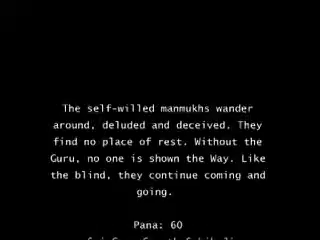 The self-willed manmukhs wander
around, deluded and deceived. They
find no place of rest. Without the
Guru, no one is shown the Way. Like
the blind, they continue coming and
going.
Pana: 60